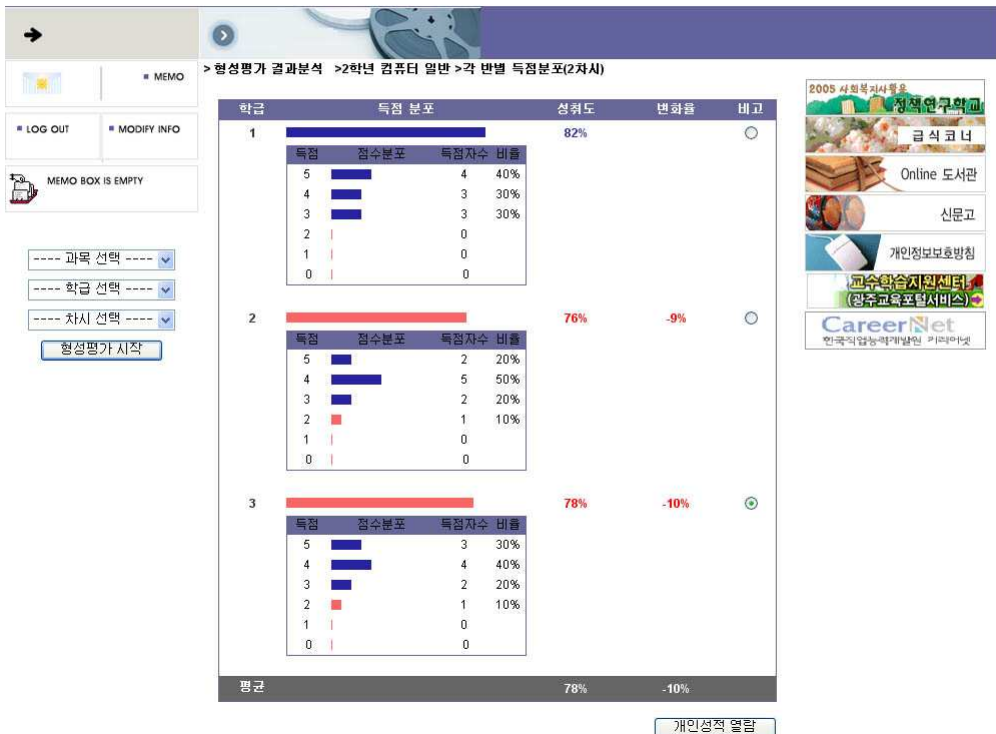 MEMO
LOG OUT
MODIFY INFO
MEMO BOX IS EMPTY
---- 과목 선택 ----
---- 학급 선택 ----
---- 차시 선택 ----
형성평가 시작
> 형성평가 결과분석 >2학년 컴퓨터 일반 >각 반별 득점분포(2차시)
학급 득점 분포 성취도 변화율 비고
1 82%
득점 점수분포 득점자수 비율
5 4 40%
4 3 30%
3 3 30%
2 0
1 0
0 0
2 76% -9%
득점 점수분포 득점자수 비율
5 2 20%
4 5 50%
3 2 20%
2 1 10%
1 0
0 0
3 78% -10%
득점 점수분포 득점자수 비율
5 3 30%
4 4 40%
3 2 20%
2 1 10%
1 0
0 0
평균 78% -10%
개인성적 열람
2005 사회복지사활용
정책연구학교
급식코너
Online 도서관
신문고
개인정보보호방침
교수학습지원센터
(광주교육포털서비스)
CareerNet
한국직업능력개발원 커리어넷